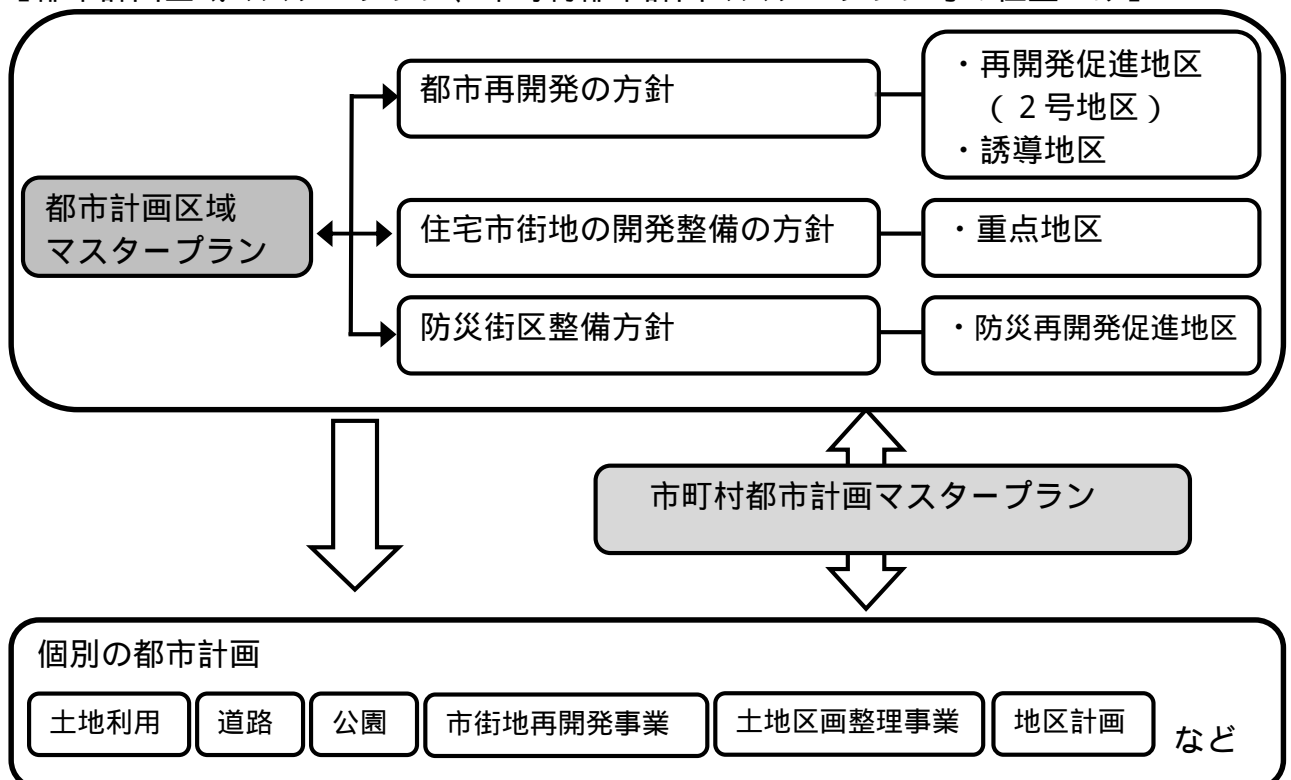 都市再開発の方針
・再開発促進地区
（２号地区）
・誘導地区
都市計画区域
マスタープラン
住宅市街地の開発整備の方針
・重点地区
防災街区整備方針
・防災再開発促進地区
市町村都市計画マスタープラン
個別の都市計画
土地利用
道路
公園
市街地再開発事業
土地区画整理事業
地区計画
など